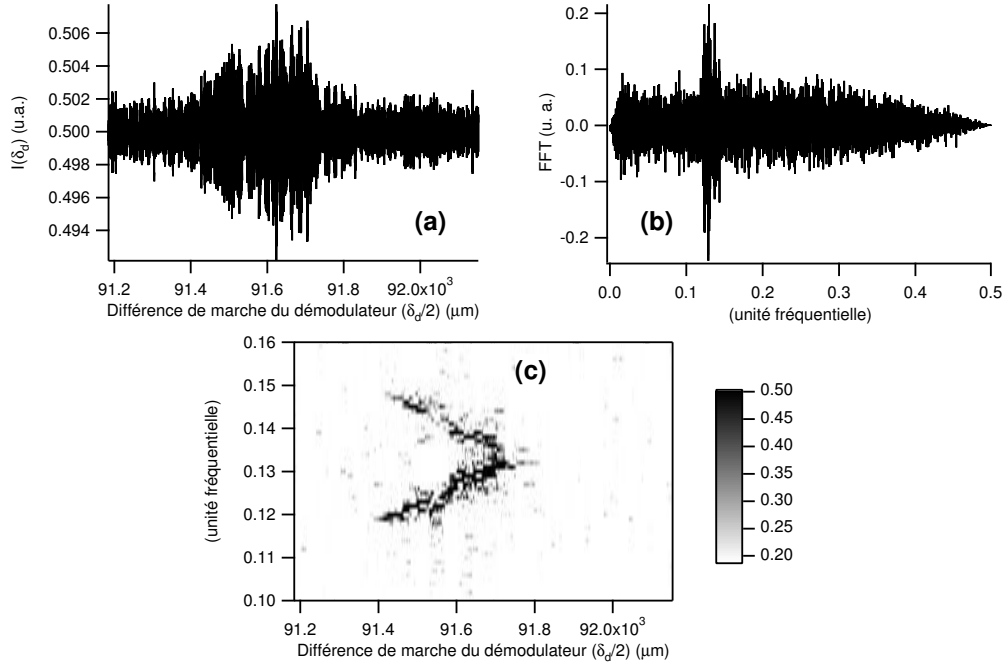 I(δd) (u.a.)
0.506
0.504
0.502
0.500
0.498
0.496
0.494
(a)
91.2 91.4 91.6 91.8 92.0x10³
Différence de marche du démodulateur (δd/2) (μm)
FFT (u. a.)
0.2
0.1
0.0
-0.1
-0.2
(b)
0.0 0.1 0.2 0.3 0.4 0.5
(unité fréquentielle)
(unité fréquentielle)
0.16
0.15
0.14
0.13
0.12
0.11
0.10
(c)
91.2 91.4 91.6 91.8 92.0x10³
Différence de marche du démodulateur (δd/2) (μm)
0.50
0.45
0.40
0.35
0.30
0.25
0.20